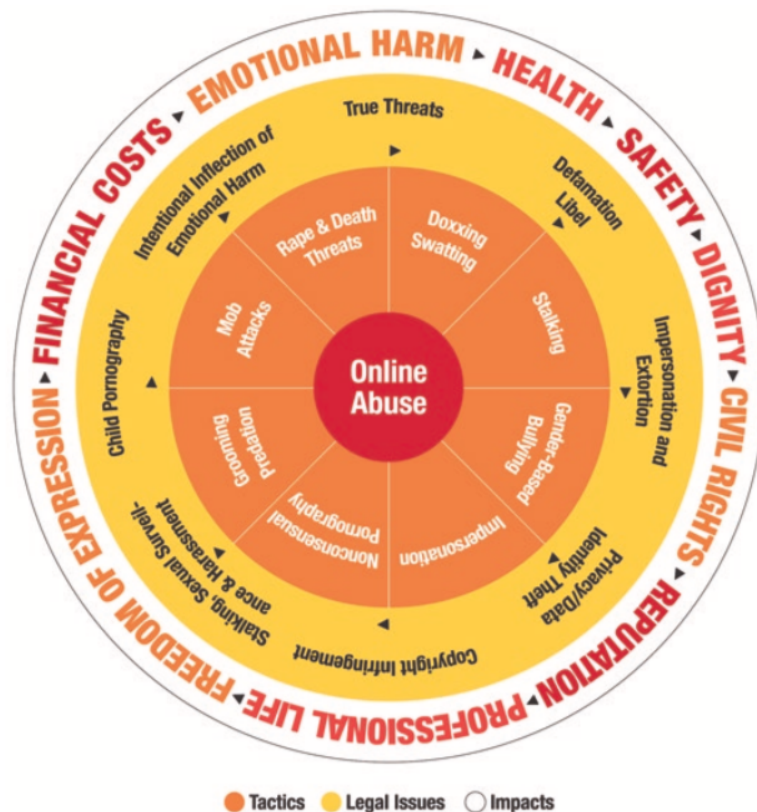 EMOTIONAL HARM
HEALTH
SAFETY
DIGNITY
CIVIL RIGHTS
REPUTATION
PROFESSIONAL LIFE
FREEDOM OF EXPRESSION
FINANCIAL COSTS
True Threats
Defamation
Libel
Impersonation and
Extortion
Privacy/Data
Identity Theft
Copyright Infringement
Stalking, Sexual Surveil-
ance & Harassment
Child Pornography
Intentional Inflection of
Emotional Harm
Doxxing
Swatting
Stalking
Gender-Based
Bullying
Impersonation
Nonconsensual
Pornography
Grooming
Predation
Mob
Attacks
Rape & Death
Threats
Online
Abuse
Tactics
Legal Issues
Impacts